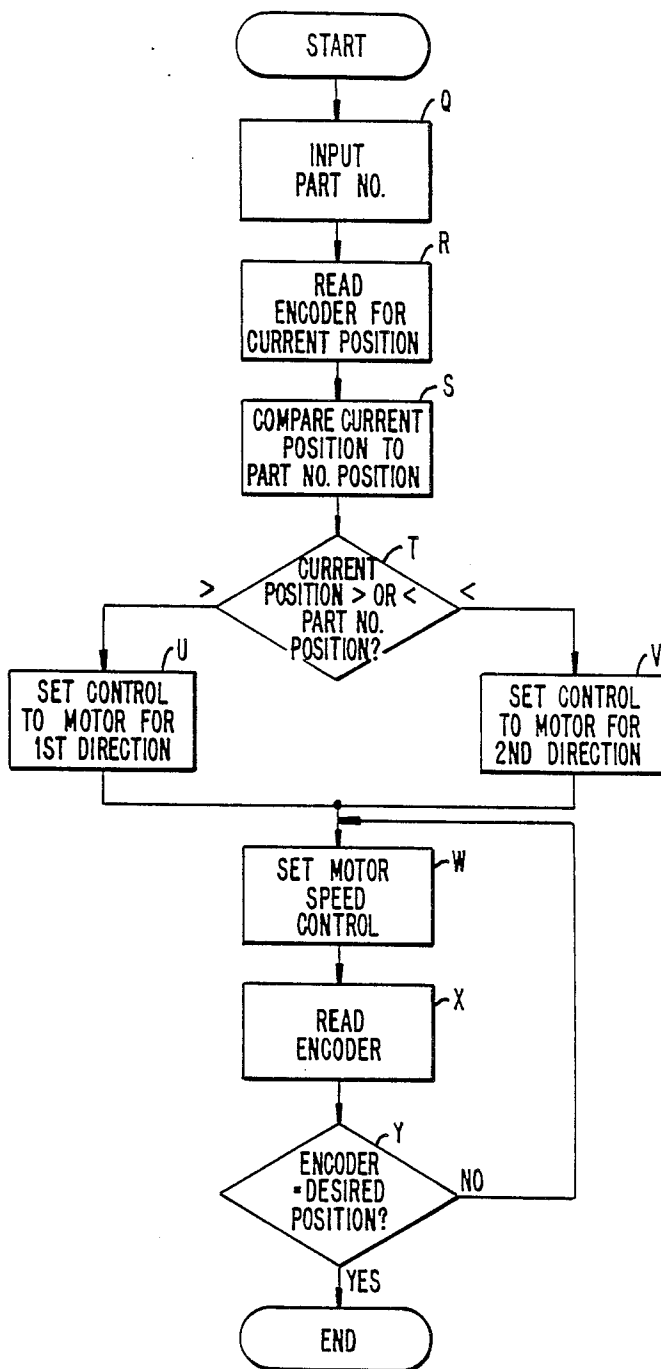 START
Q
INPUT
PART NO.
R
READ
ENCODER FOR
CURRENT POSITION
S
COMPARE CURRENT
POSITION TO
PART NO. POSITION
T
CURRENT
POSITION > OR <
PART NO.
POSITION?
>
<
U
SET CONTROL
TO MOTOR FOR
1ST DIRECTION
V
SET CONTROL
TO MOTOR FOR
2ND DIRECTION
W
SET MOTOR
SPEED
CONTROL
X
READ
ENCODER
Y
ENCODER
=DESIRED
POSITION?
NO
YES
END